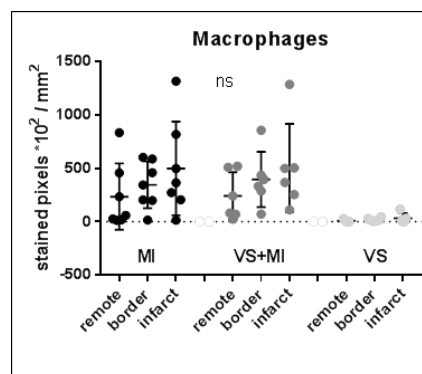 Macrophages
stained pixels *10² / mm²
1500
1000
500
0
-500
ns
MI
VS+MI
VS
remote
border
infarct
remote
border
infarct
remote
border
infarct